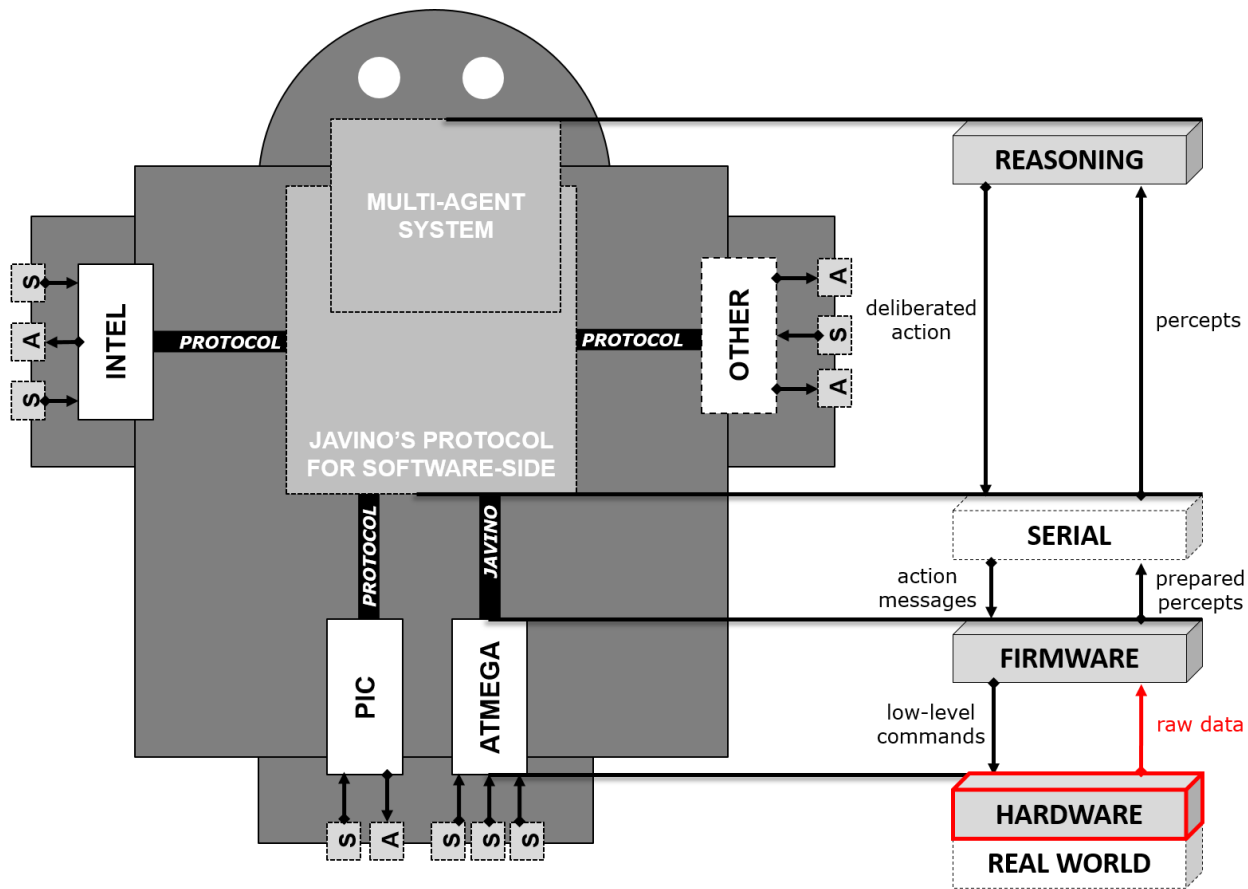 REASONING
MULTI-AGENT
SYSTEM
S
A
S
INTEL
PROTOCOL
PROTOCOL
OTHER
A
S
A
deliberated
action
percepts
JAVINO'S PROTOCOL
FOR SOFTWARE-SIDE
PROTOCOL
JAVINO
SERIAL
action
messages
prepared
percepts
PIC
ATMEGA
FIRMWARE
low-level
commands
raw data
S
A
S
S
S
HARDWARE
REAL WORLD